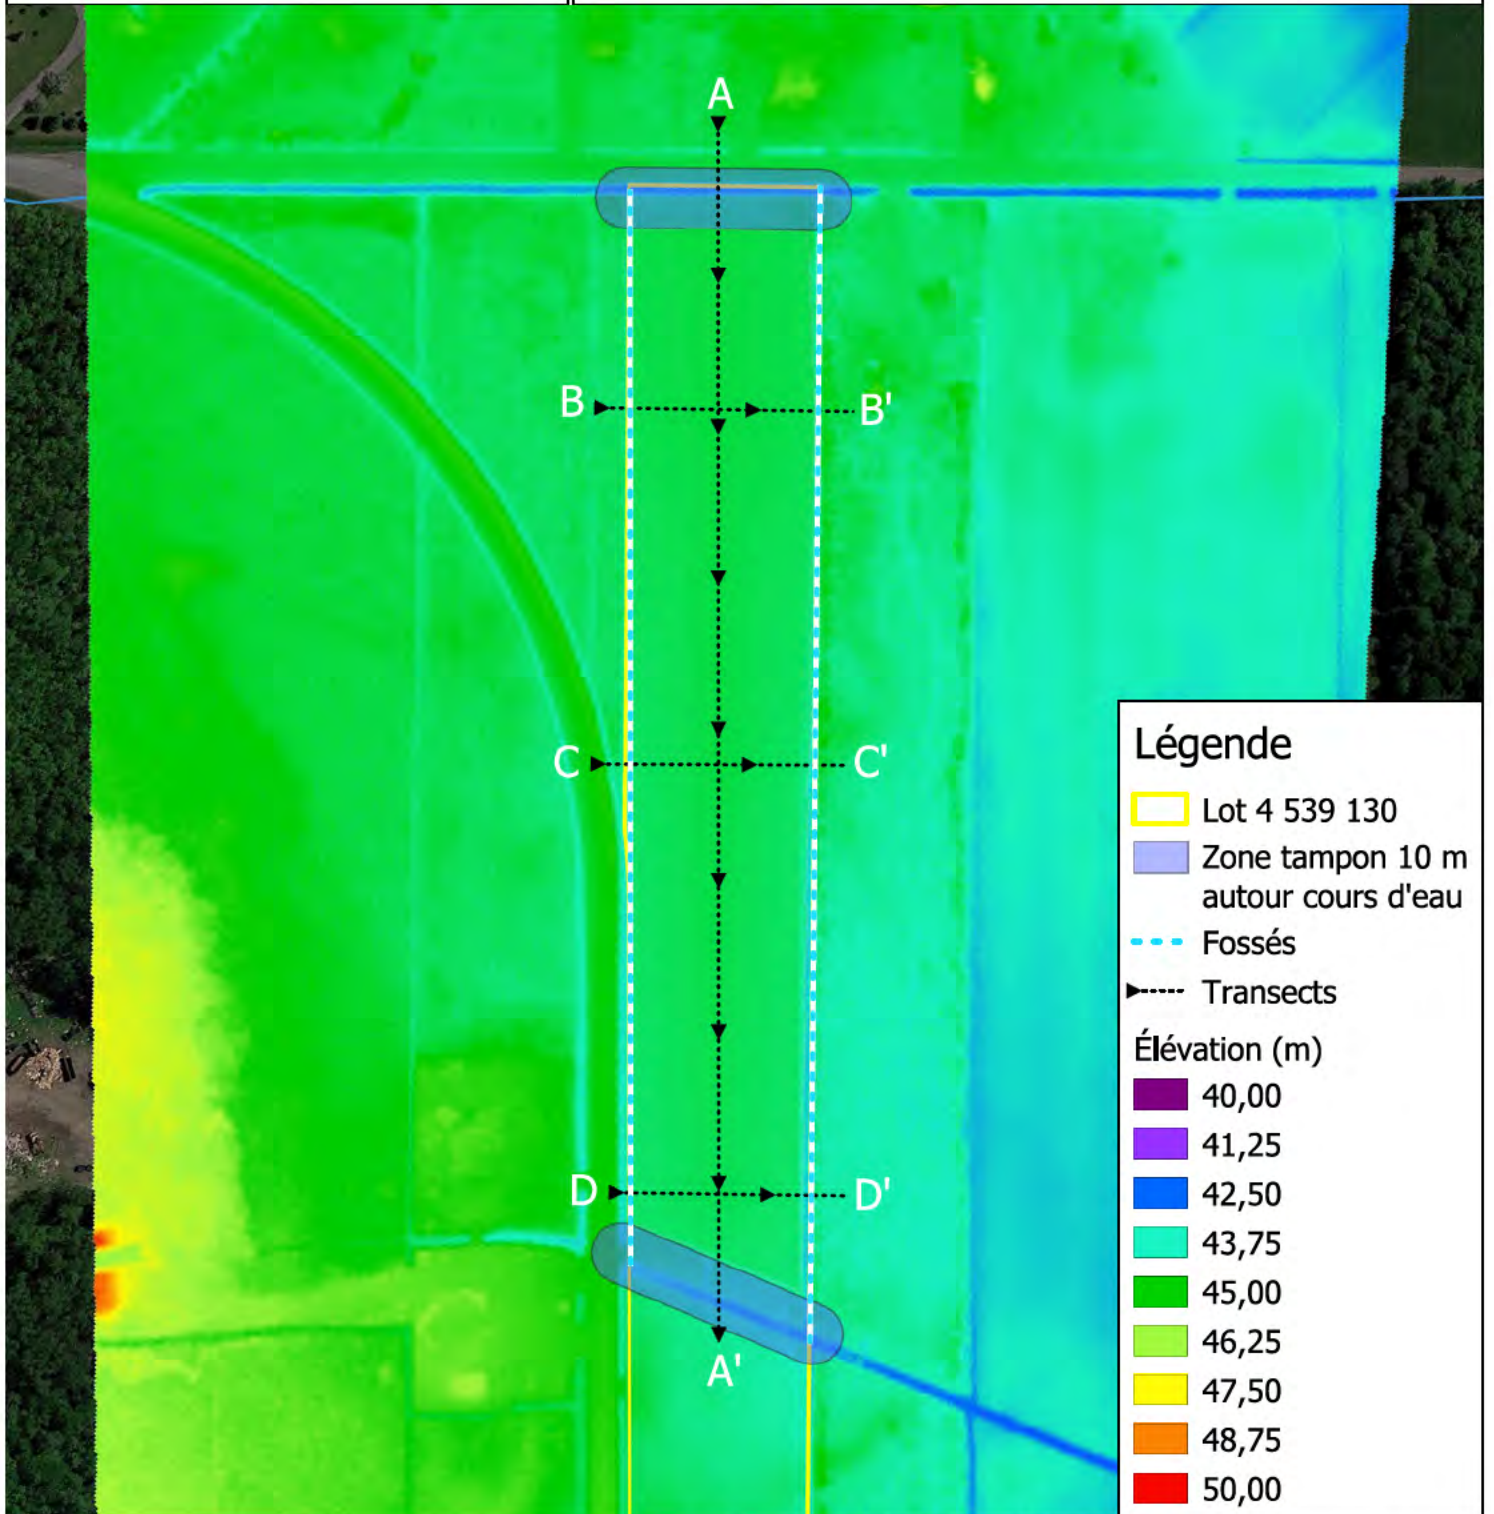 A
B
B'
C
C'
D
D'
A'
Légende
Lot 4 539 130
Zone tampon 10 m
autour cours d'eau
Fossés
Transects
Élévation (m)
40,00
41,25
42,50
43,75
45,00
46,25
47,50
48,75
50,00